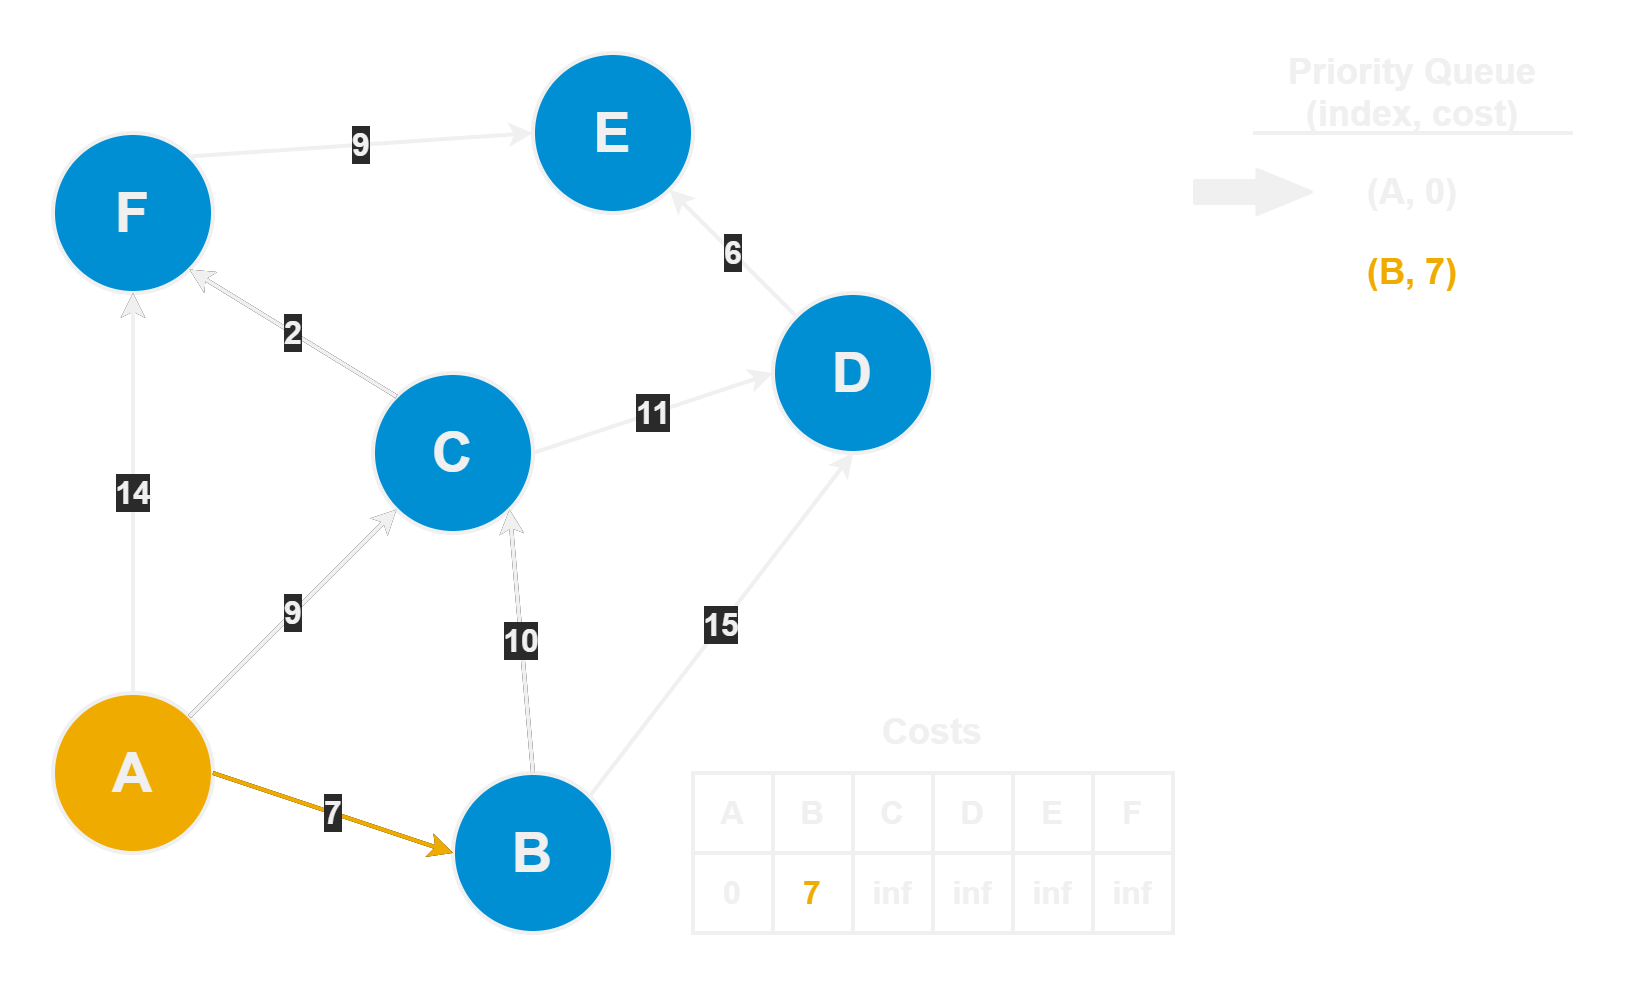 Priority Queue
(index, cost)
(A, 0)
(B, 7)
E
9
F
6
2
D
11
C
14
9
10
15
A
7
B
Costs
A B C D E F
0 7 inf inf inf inf